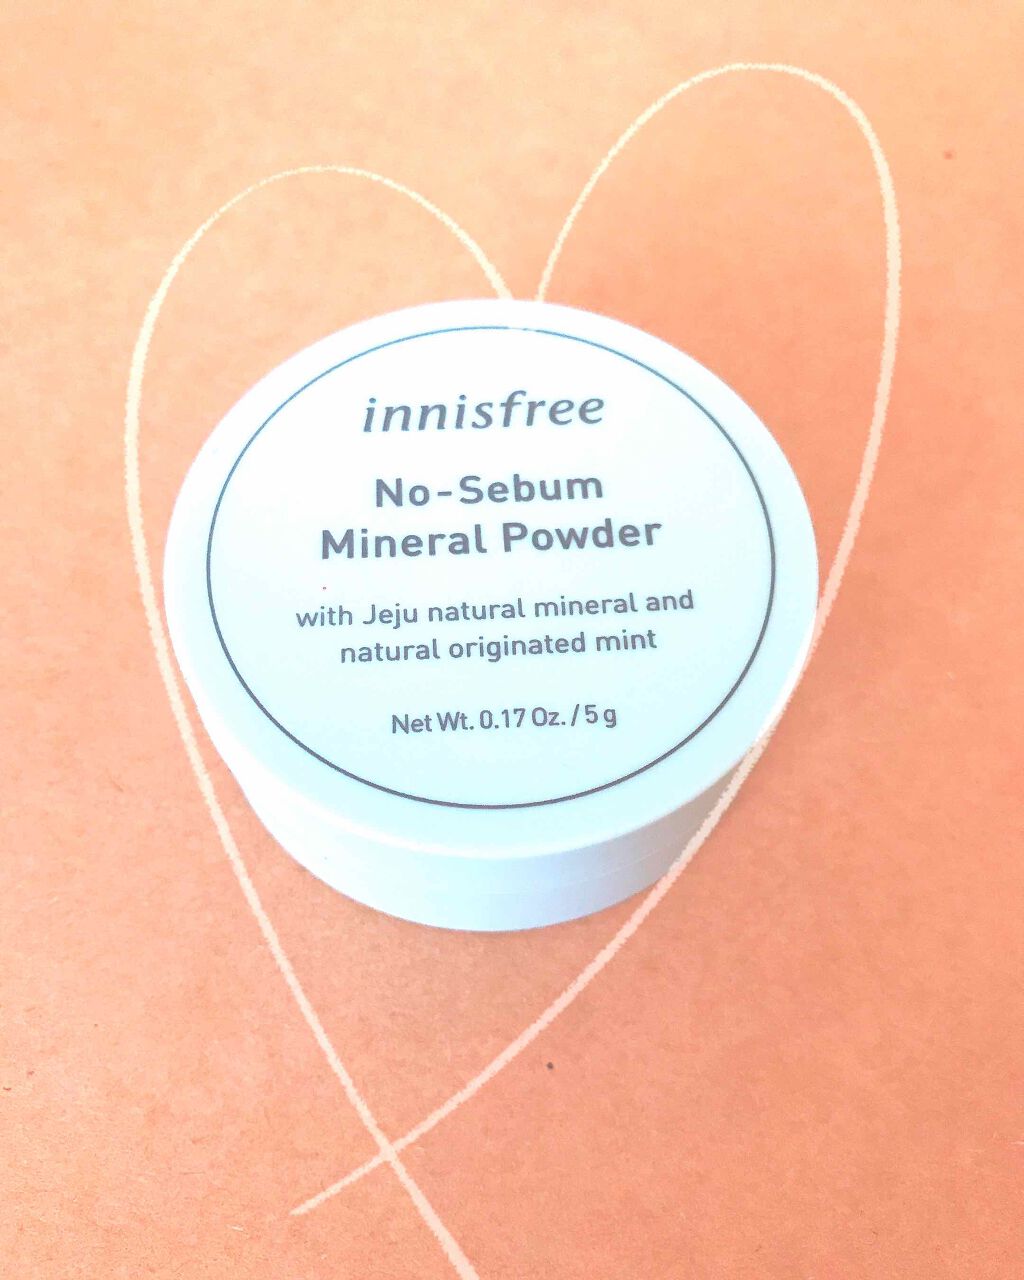 innisfree
No-Sebum
Mineral Powder
with Jeju natural mineral and
natural originated mint
Net Wt. 0.17 Oz. / 5 g